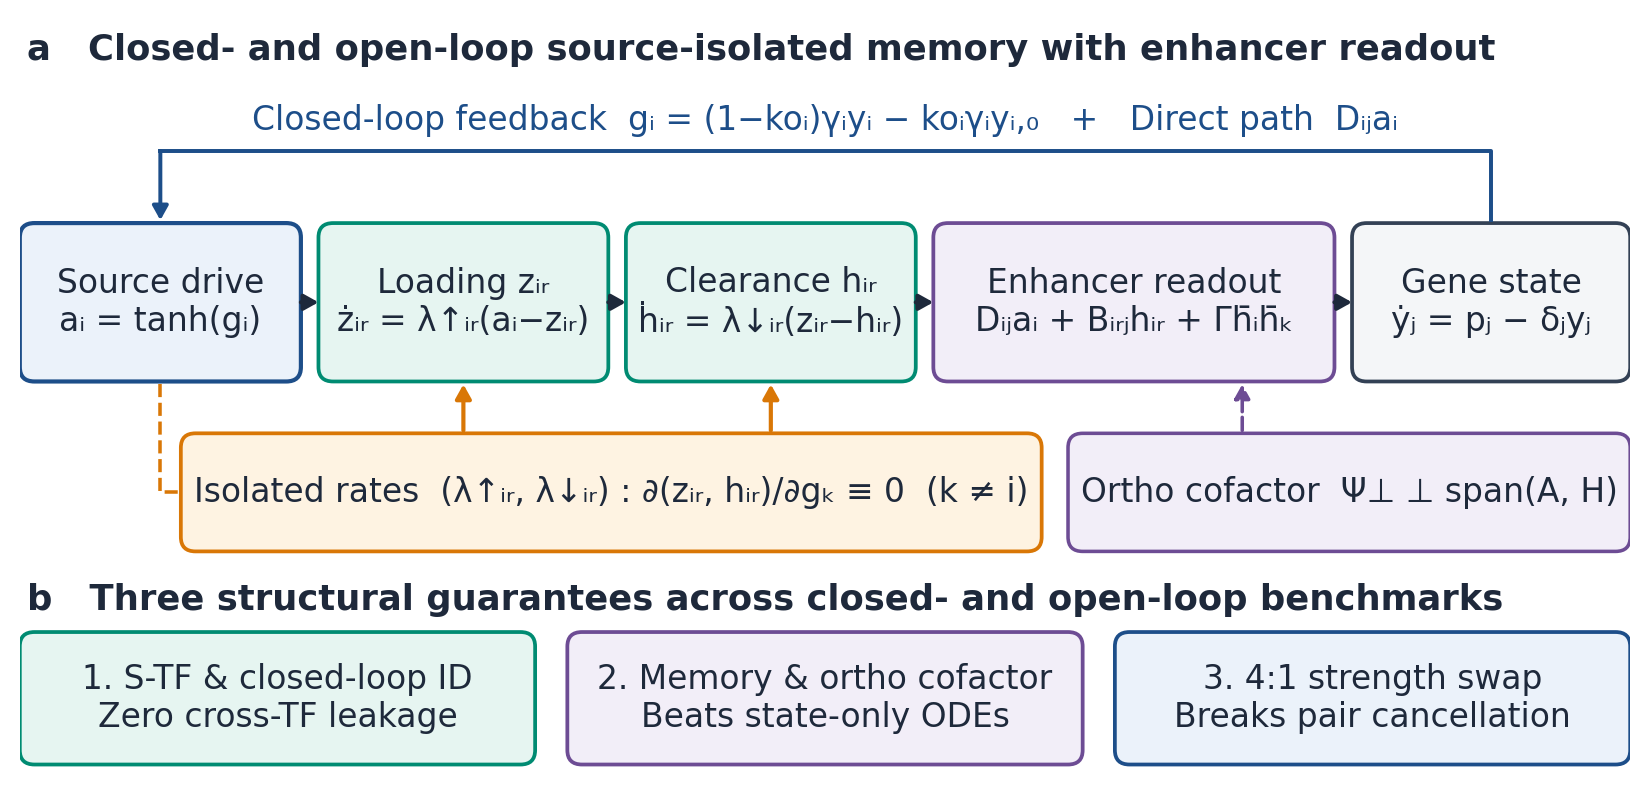 a Closed- and open-loop source-isolated memory with enhancer readout
Closed-loop feedback gᵢ = (1−koᵢ)γᵢyᵢ − koᵢγᵢyᵢ,₀ + Direct path Dᵢⱼaᵢ
Source drive
aᵢ = tanh(gᵢ)
Loading zᵢᵣ
żᵢᵣ = λ↑ᵢᵣ(aᵢ−zᵢᵣ)
Clearance hᵢᵣ
ḣᵢᵣ = λ↓ᵢᵣ(zᵢᵣ−hᵢᵣ)
Enhancer readout
Dᵢⱼaᵢ + Bᵢᵣⱼhᵢᵣ + Γh̄ᵢh̄ₖ
Gene state
ẏⱼ = pⱼ − δⱼyⱼ
Isolated rates (λ↑ᵢᵣ, λ↓ᵢᵣ) : ∂(zᵢᵣ, hᵢᵣ)/∂gₖ ≡ 0 (k ≠ i)
Ortho cofactor Ψ⊥ ⊥ span(A, H)
b Three structural guarantees across closed- and open-loop benchmarks
1. S-TF & closed-loop ID
Zero cross-TF leakage
2. Memory & ortho cofactor
Beats state-only ODEs
3. 4:1 strength swap
Breaks pair cancellation